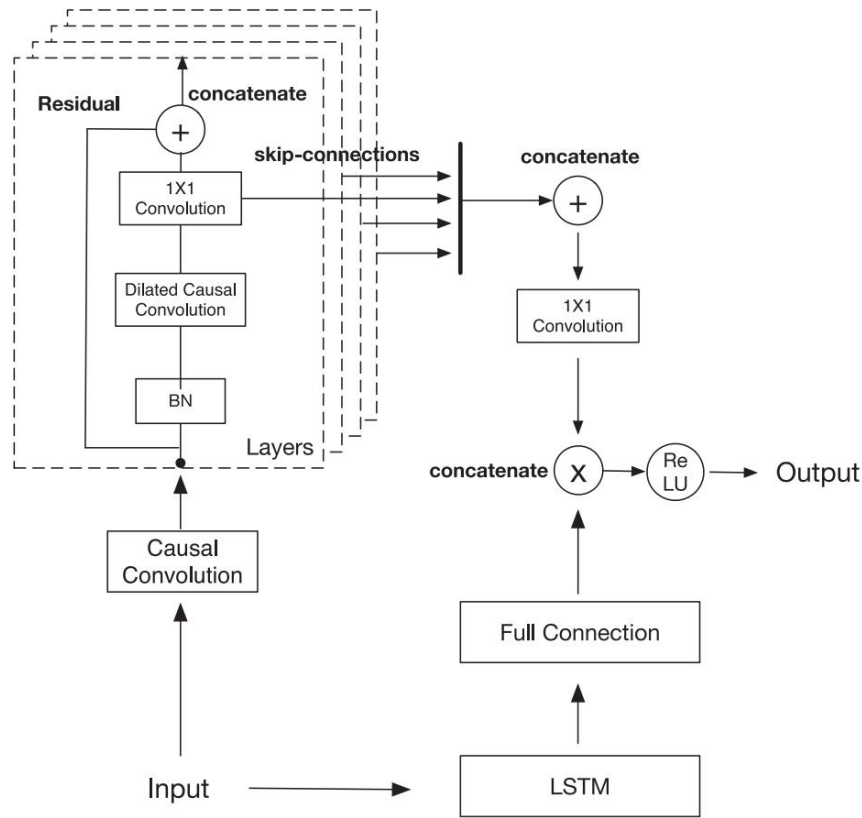 concatenate
Residual
+
skip-connections
concatenate
1X1
Convolution
+
Dilated Causal
Convolution
1X1
Convolution
BN
Layers
concatenate
X
Re
LU
Output
Causal
Convolution
Full Connection
Input
LSTM